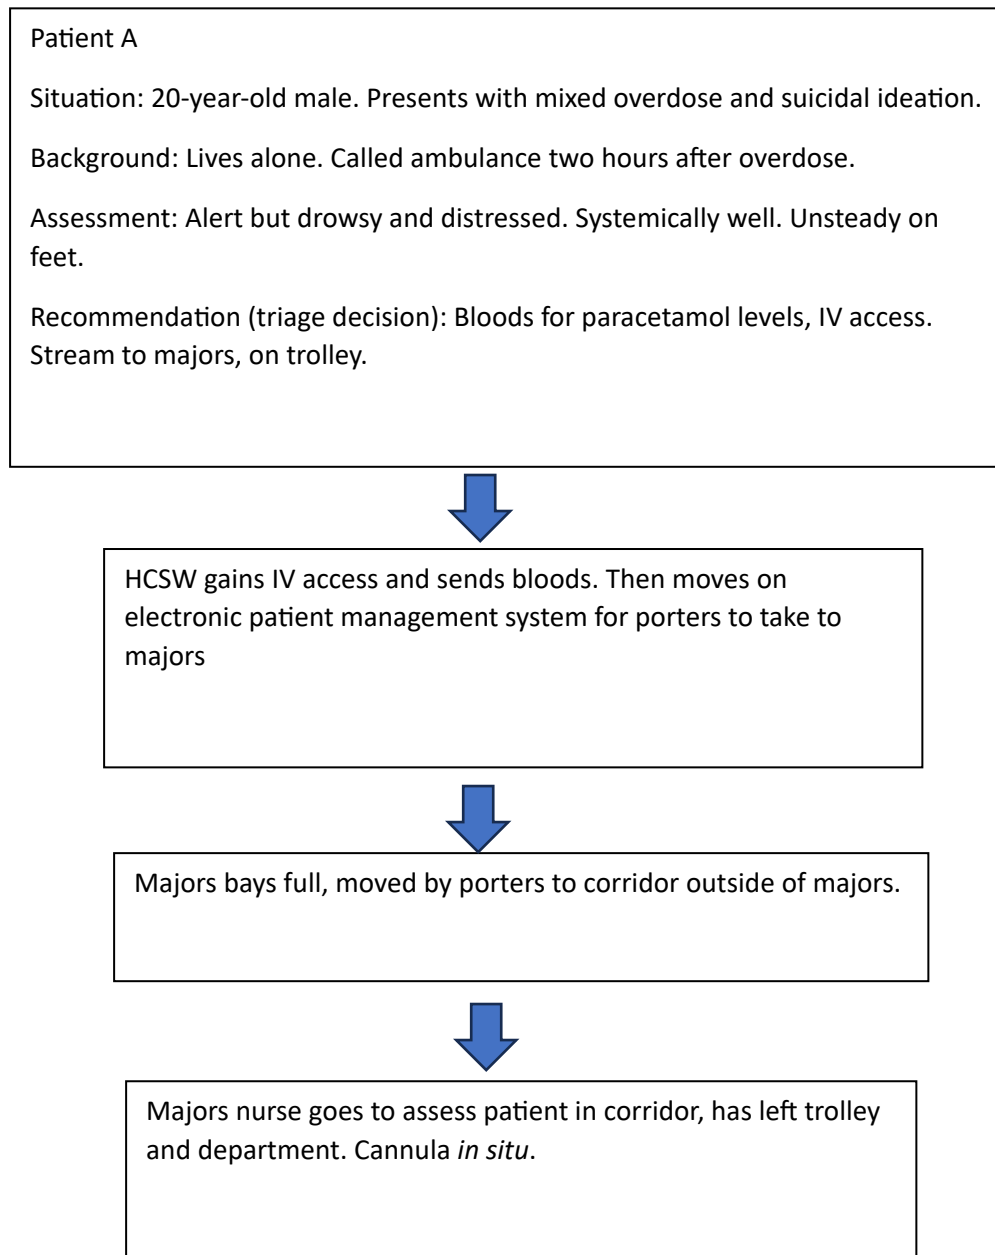 Patient A
Situation: 20-year-old male. Presents with mixed overdose and suicidal ideation.
Background: Lives alone. Called ambulance two hours after overdose.
Assessment: Alert but drowsy and distressed. Systemically well. Unsteady on
feet.
Recommendation (triage decision): Bloods for paracetamol levels, IV access.
Stream to majors, on trolley.
HCSW gains IV access and sends bloods. Then moves on
electronic patient management system for porters to take to
majors
Majors bays full, moved by porters to corridor outside of majors.
Majors nurse goes to assess patient in corridor, has left trolley
and department. Cannula in situ.